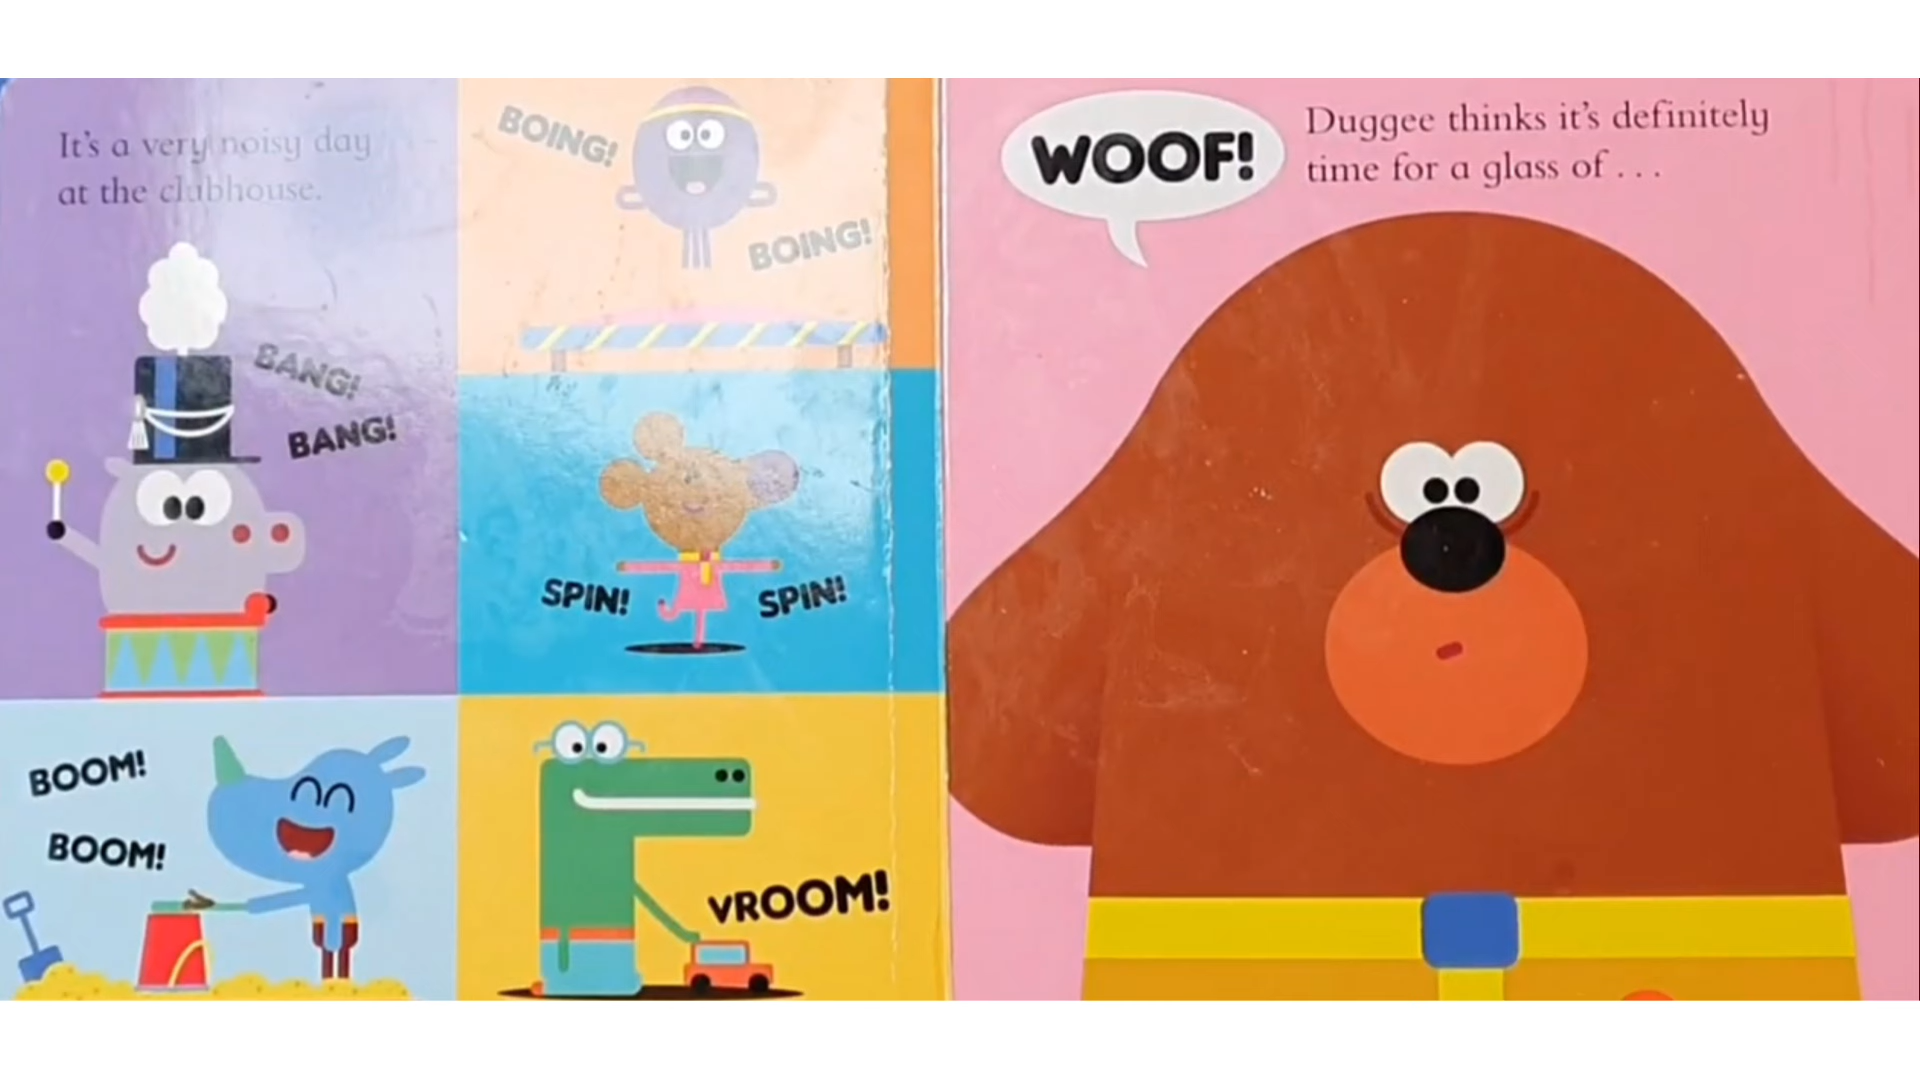 It's a very noisy day
at the clubhouse.
BANG!
BANG!
BOING!
BOING!
SPIN!
SPIN!
BOOM!
BOOM!
VROOM!
WOOF!
Duggee thinks it's definitely
time for a glass of . . .